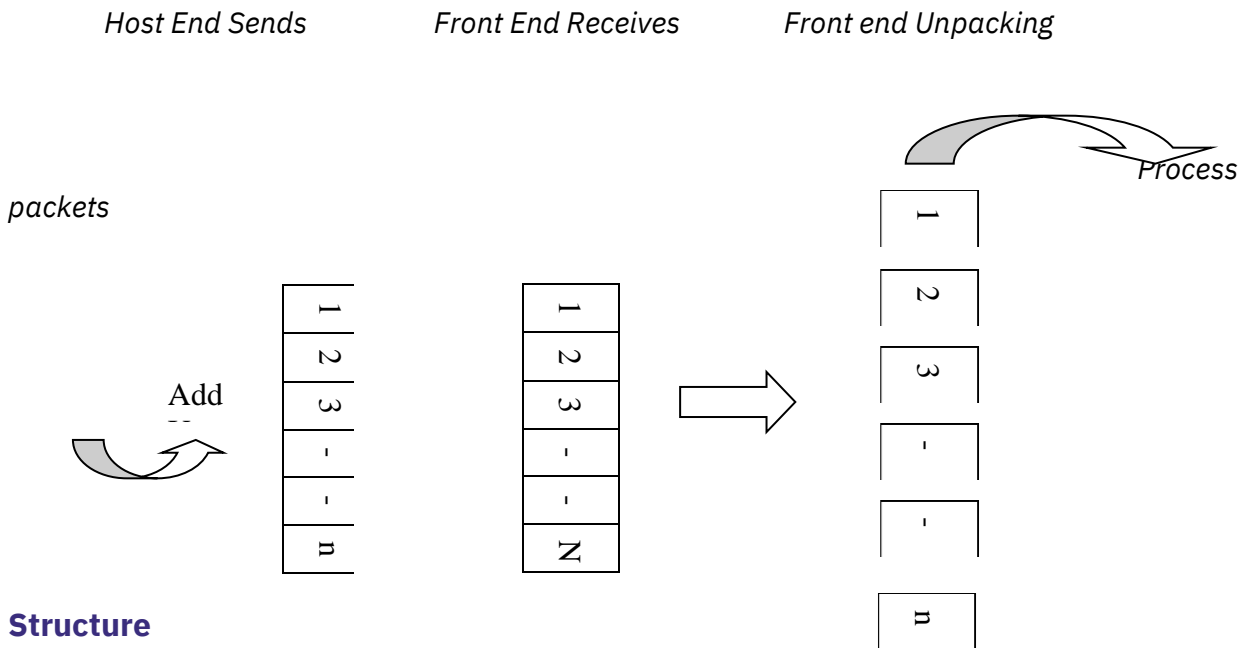 Host End Sends Front End Receives Front end Unpacking
Process
packets
1
2
3
-
-
n
1
2
3
-
-
N
1
2
3
-
-
n
Add
Structure